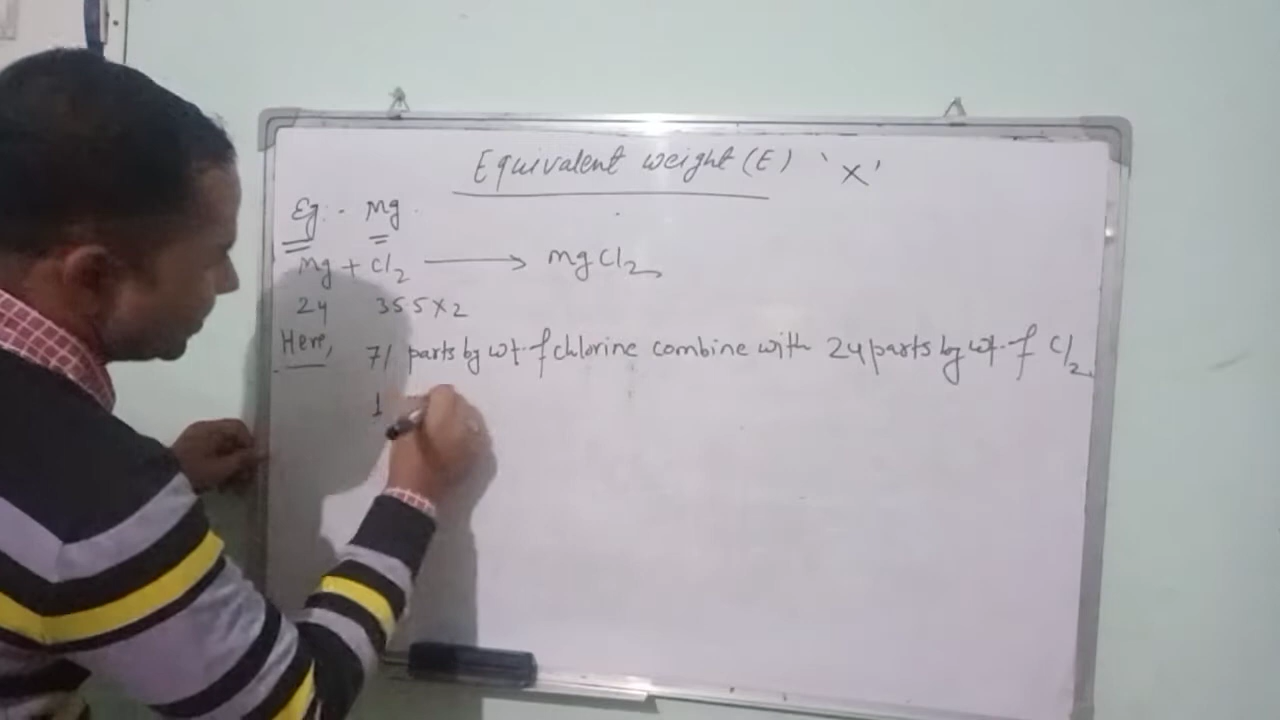 Equivalent weight (E) 'X'
Eg:- Mg
Mg + Cl2 ⟶ mgCl2
24 35.5×2
Here, 71 parts by wt. of chlorine combine with 24 parts by wt. of Cl2
1